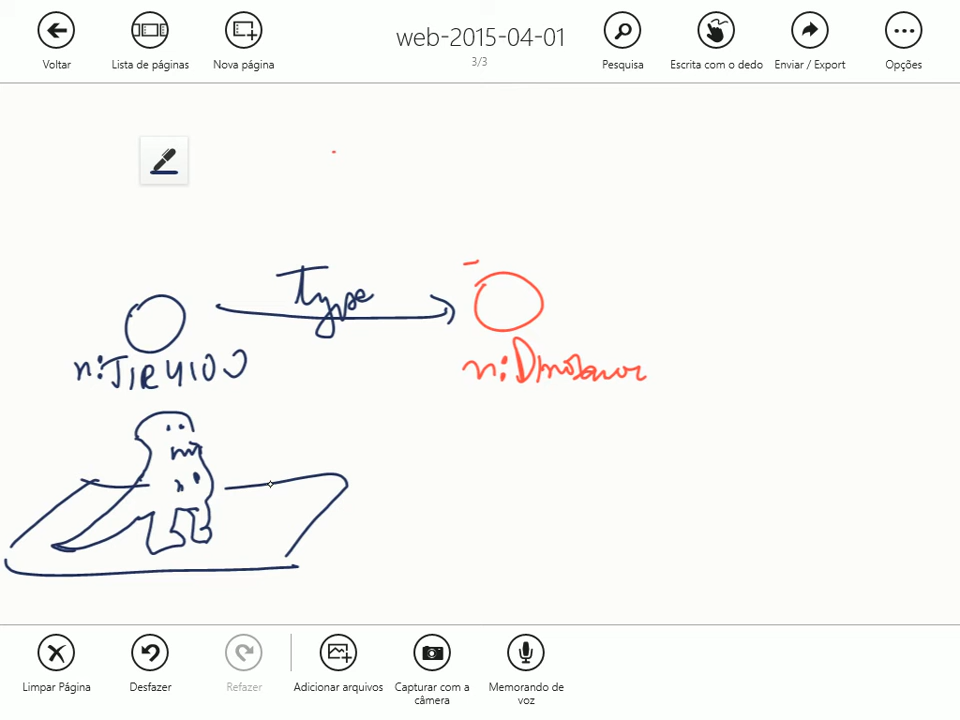 web-2015-04-01
3/3
Voltar
Lista de páginas
Nova página
Pesquisa
Escrita com o dedo
Enviar / Export
Opções
Type
n:Dinosaur
Limpar Página
Desfazer
Refazer
Adicionar arquivos
Capturar com a
câmera
Memorando de
voz